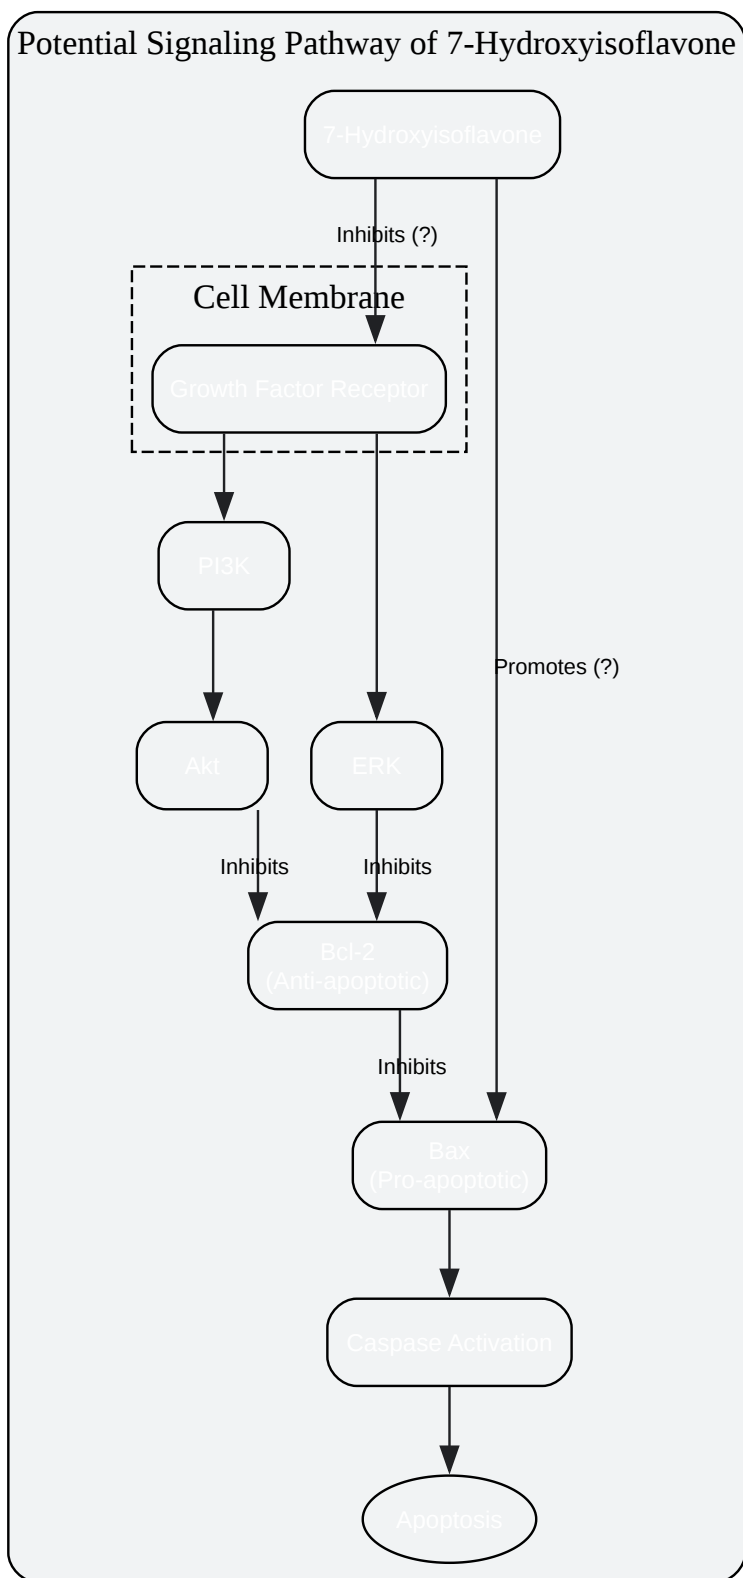 Potential Signaling Pathway of 7-Hydroxyisoflavone
7-Hydroxyisoflavone
Inhibits (?)
Cell Membrane
Growth Factor Receptor
PI3K
Promotes (?)
Akt
ERK
Inhibits
Inhibits
Bcl-2
(Anti-apoptotic)
Inhibits
Bax
(Pro-apoptotic)
Caspase Activation
Apoptosis